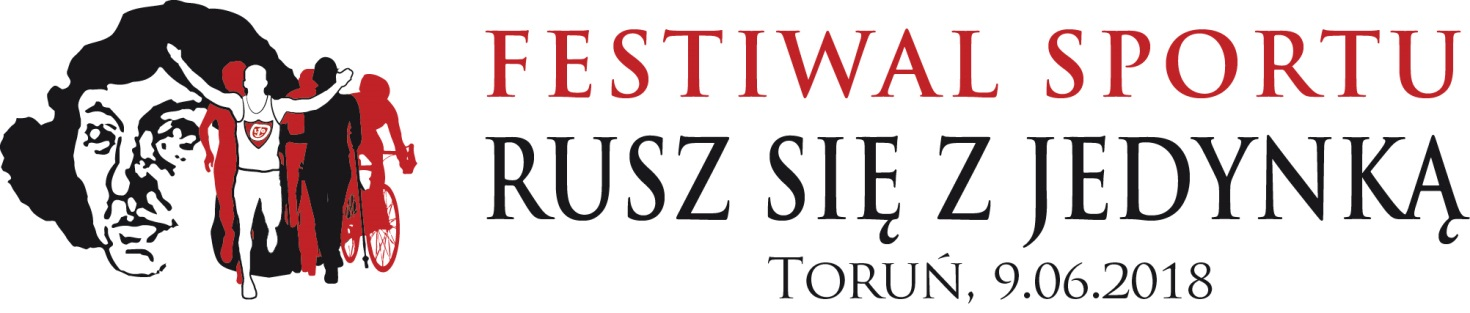 FESTIWAL SPORTU
RUSZ SIĘ Z JEDYNKĄ
TORUŃ, 9.06.2018